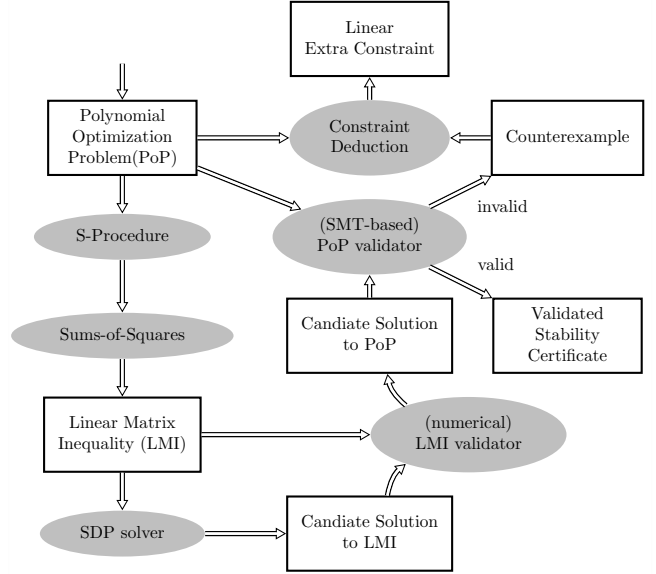 Linear
Extra Constraint
Polynomial
Optimization
Problem(PoP)
Constraint
Deduction
Counterexample
invalid
S-Procedure
(SMT-based)
PoP validator
valid
Sums-of-Squares
Candiate Solution
to PoP
Validated
Stability
Certificate
Linear Matrix
Inequality (LMI)
(numerical)
LMI validator
SDP solver
Candiate Solution
to LMI